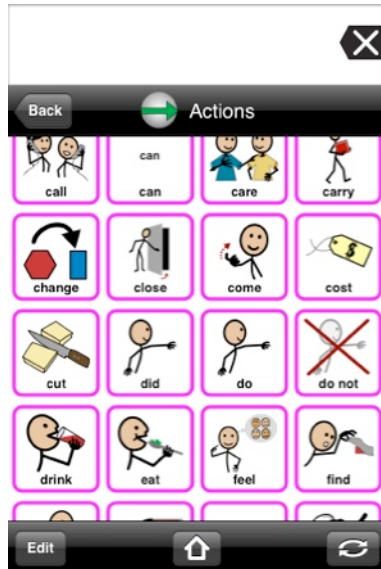 Back
Actions
can
call
can
care
carry
change
close
come
$
cost
cut
did
do
do not
drink
eat
feel
find
Edit